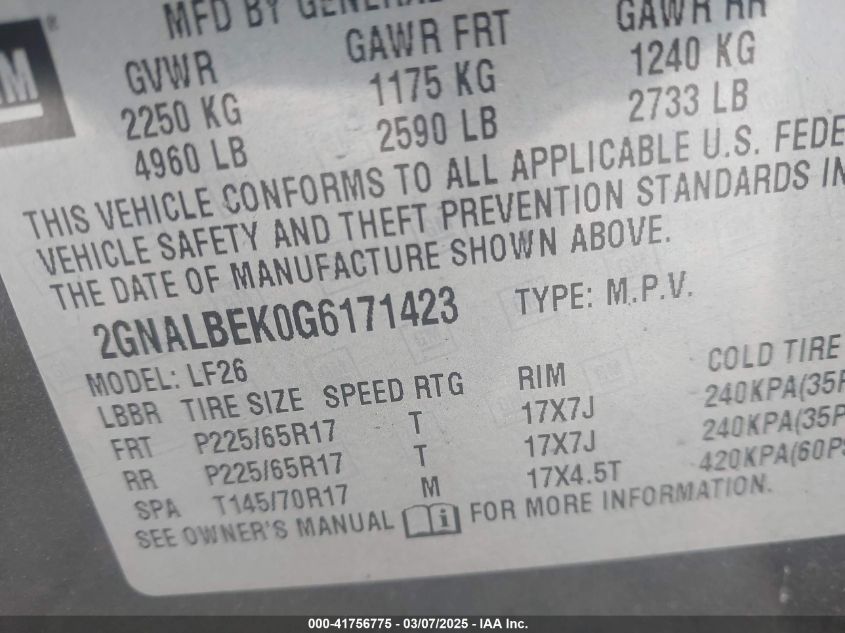 MFD BY GENERAL
GVWR GAWR FRT GAWR RR
2250 KG 1175 KG 1240 KG
4960 LB 2590 LB 2733 LB
THIS VEHICLE CONFORMS TO ALL APPLICABLE U.S. FEDE
VEHICLE SAFETY AND THEFT PREVENTION STANDARDS IN
THE DATE OF MANUFACTURE SHOWN ABOVE.
2GNALBEK0G6171423 TYPE: M.P.V.
MODEL: LF26
LBBR TIRE SIZE SPEED RTG RIM COLD TIRE
FRT P225/65R17 T 17X7J 240KPA(35P
RR P225/65R17 T 17X7J 240KPA(35P
SPA T145/70R17 M 17X4.5T 420KPA(60PS
SEE OWNER'S MANUAL FOR MORE INFORMATION.
000-41756775 - 03/07/2025 - IAA Inc.